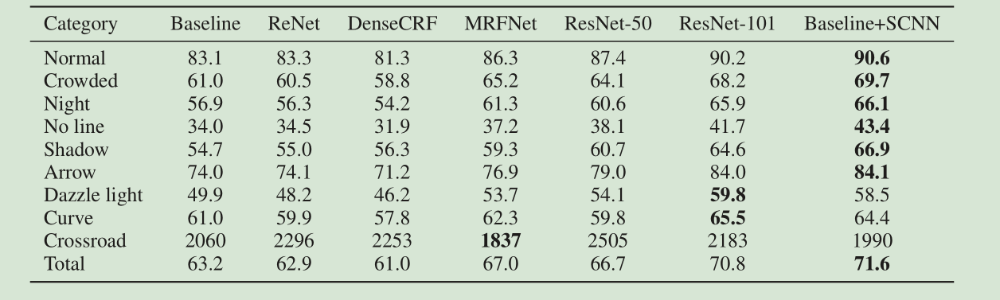 Category Baseline ReNet DenseCRF MRFNet ResNet-50 ResNet-101 Baseline+SCNN
Normal 83.1 83.3 81.3 86.3 87.4 90.2 90.6
Crowded 61.0 60.5 58.8 65.2 64.1 68.2 69.7
Night 56.9 56.3 54.2 61.3 60.6 65.9 66.1
No line 34.0 34.5 31.9 37.2 38.1 41.7 43.4
Shadow 54.7 55.0 56.3 59.3 60.7 64.6 66.9
Arrow 74.0 74.1 71.2 76.9 79.0 84.0 84.1
Dazzle light 49.9 48.2 46.2 53.7 54.1 59.8 58.5
Curve 61.0 59.9 57.8 62.3 59.8 65.5 64.4
Crossroad 2060 2296 2253 1837 2505 2183 1990
Total 63.2 62.9 61.0 67.0 66.7 70.8 71.6